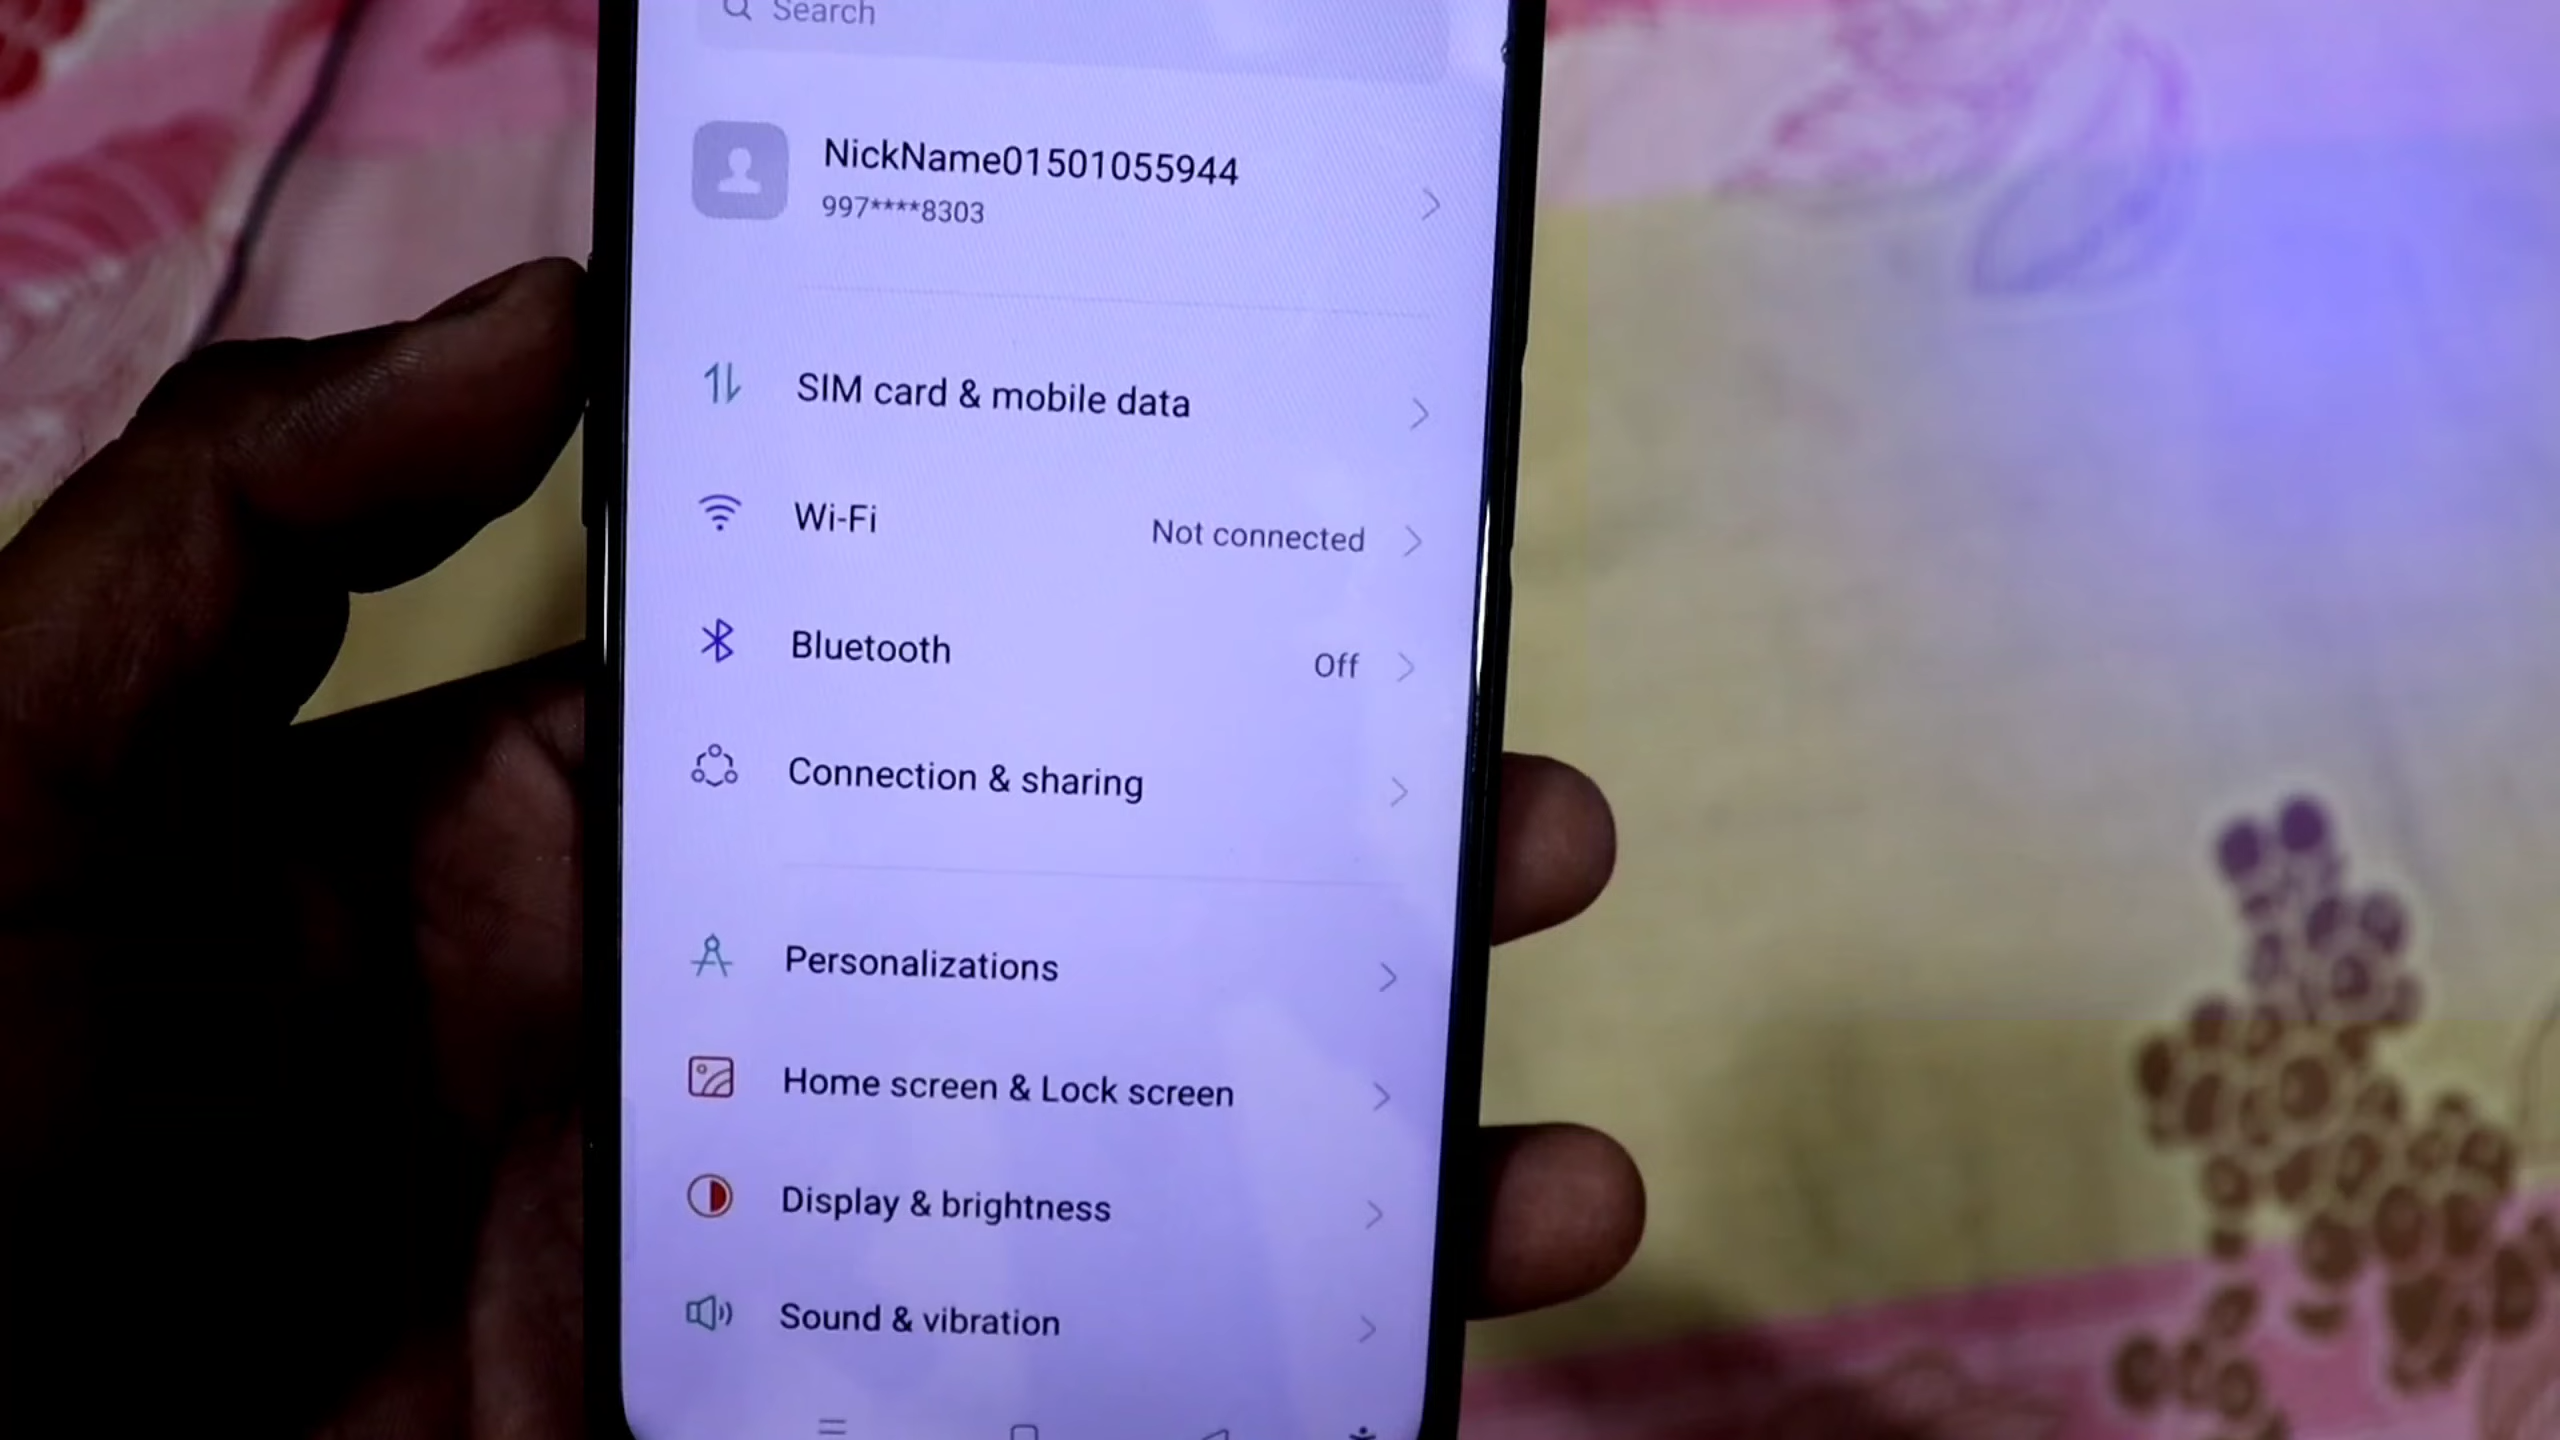 Search
NickName01501055944
997****8303
SIM card & mobile data
Wi-Fi
Not connected
Bluetooth
Off
Connection & sharing
Personalizations
Home screen & Lock screen
Display & brightness
Sound & vibration